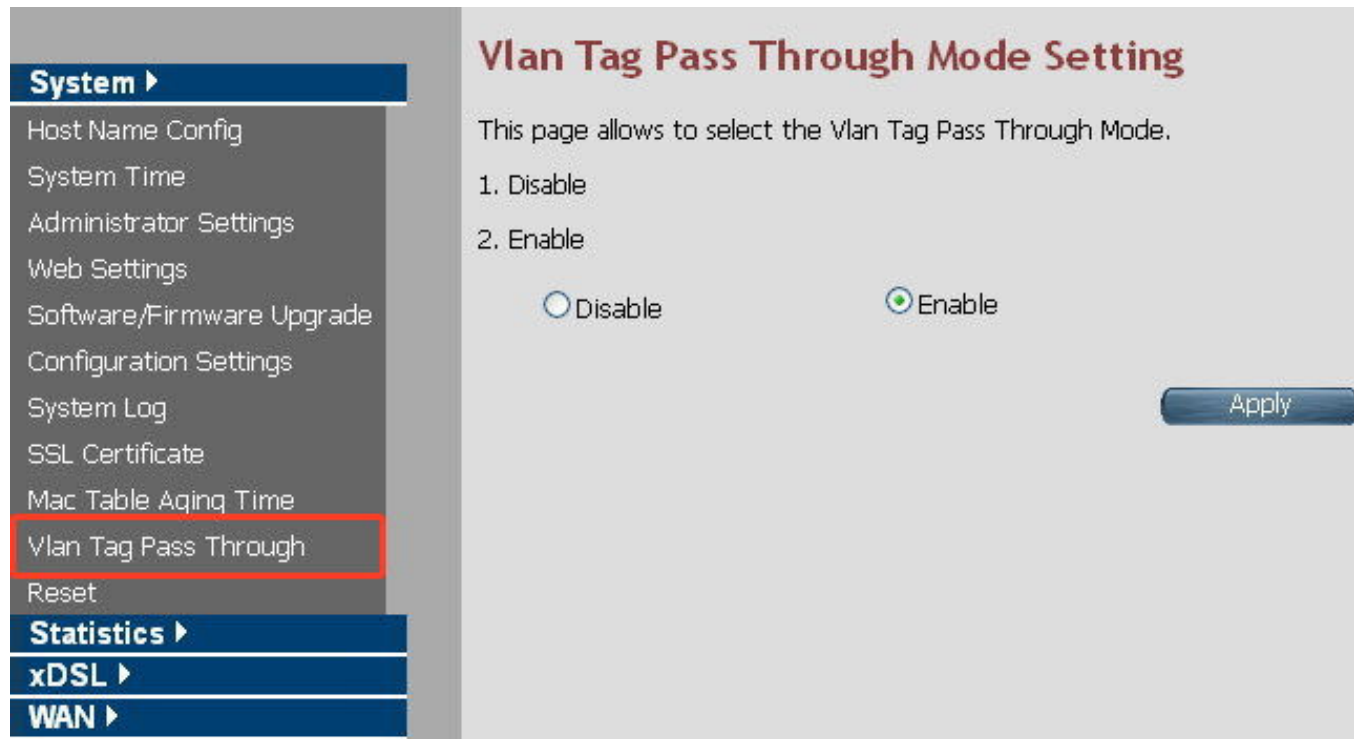 System
Host Name Config
System Time
Administrator Settings
Web Settings
Software/Firmware Upgrade
Configuration Settings
System Log
SSL Certificate
Mac Table Aging Time
Vlan Tag Pass Through
Reset
Statistics
xDSL
WAN
Vlan Tag Pass Through Mode Setting
This page allows to select the Vlan Tag Pass Through Mode.
1. Disable
2. Enable
Disable Enable
Apply